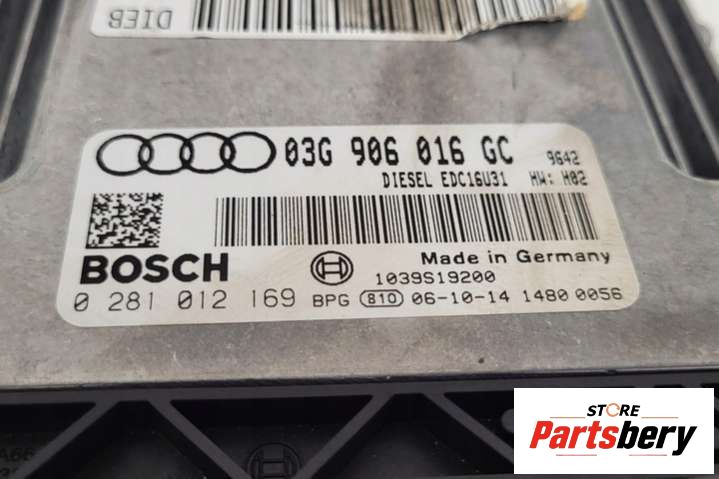 DIEB
03G 906 016 GC 9642
DIESEL EDC16U31 HW: H02
BOSCH
Made in Germany
1039S19200
0 281 012 169 BPG 810 06-10-14 1480 0056
STORE
Partsbery